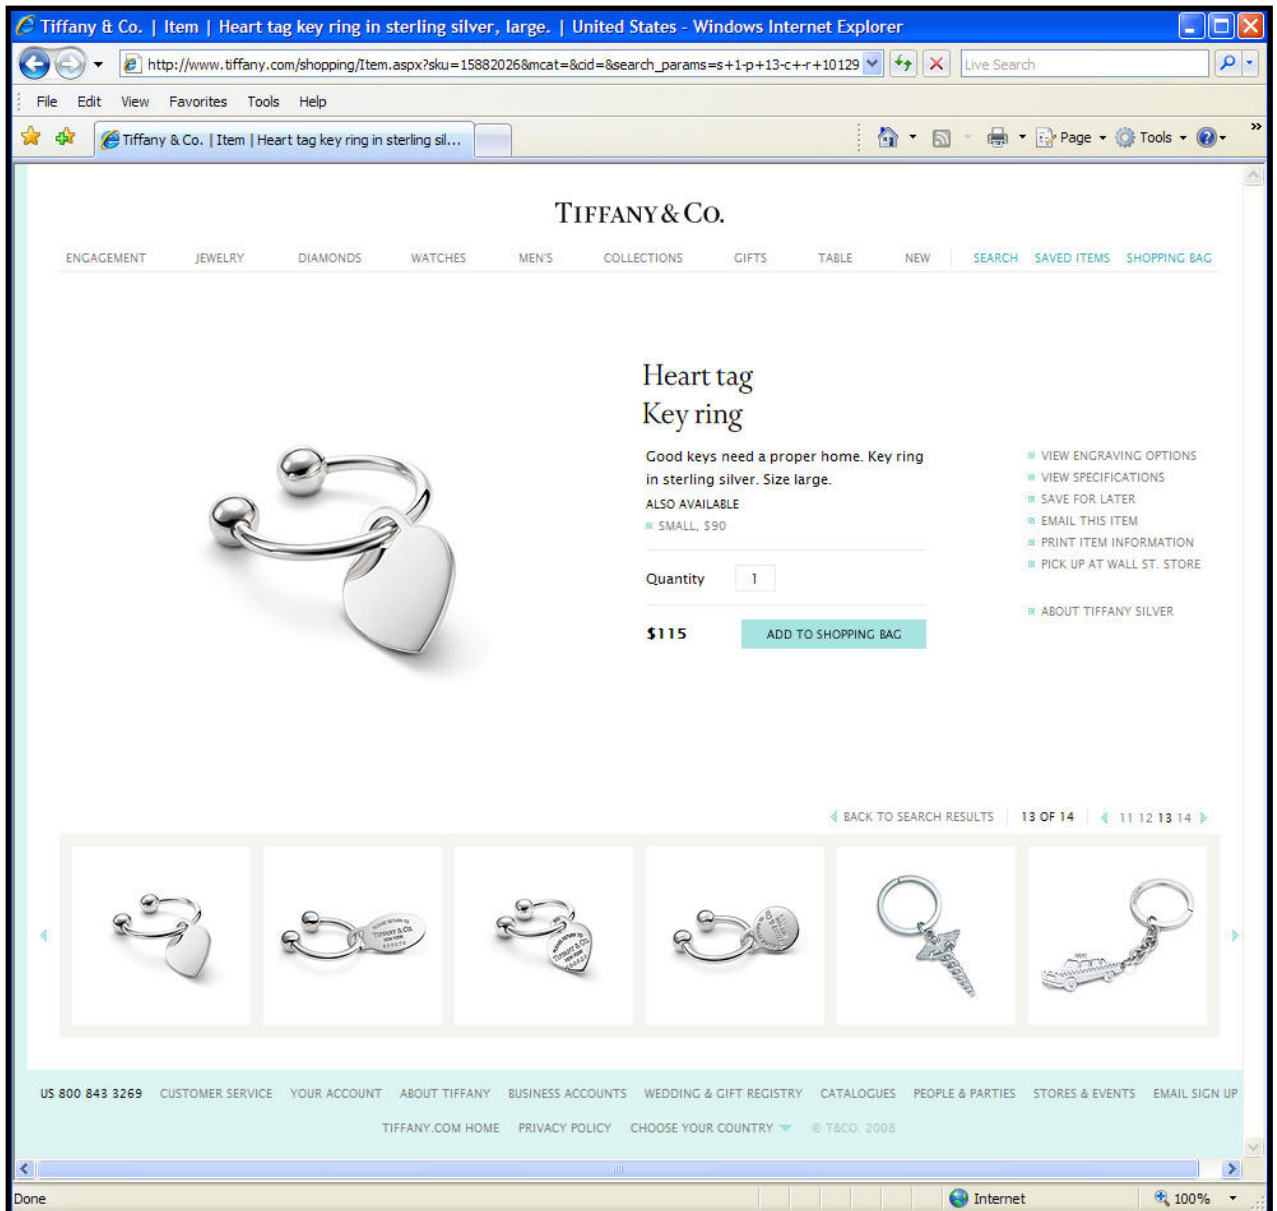 Tiffany & Co. | Item | Heart tag key ring in sterling silver, large. | United States - Windows Internet Explorer
http://www.tiffany.com/shopping/Item.aspx?sku=15882026&mcat=&cid=&search_params=s+1-p+13-c+-r+10129
Live Search
File Edit View Favorites Tools Help
Tiffany & Co. | Item | Heart tag key ring in sterling sil...
Page Tools
TIFFANY & CO.
ENGAGEMENT JEWELRY DIAMONDS WATCHES MEN'S COLLECTIONS GIFTS TABLE NEW SEARCH SAVED ITEMS SHOPPING BAG
Heart tag
Key ring
Good keys need a proper home. Key ring
in sterling silver. Size large.
ALSO AVAILABLE
SMALL, $90
Quantity 1
$115 ADD TO SHOPPING BAG
VIEW ENGRAVING OPTIONS
VIEW SPECIFICATIONS
SAVE FOR LATER
EMAIL THIS ITEM
PRINT ITEM INFORMATION
PICK UP AT WALL ST. STORE
ABOUT TIFFANY SILVER
BACK TO SEARCH RESULTS 13 OF 14 11 12 13 14
US 800 843 3269 CUSTOMER SERVICE YOUR ACCOUNT ABOUT TIFFANY BUSINESS ACCOUNTS WEDDING & GIFT REGISTRY CATALOGUES PEOPLE & PARTIES STORES & EVENTS EMAIL SIGN UP
TIFFANY.COM HOME PRIVACY POLICY CHOOSE YOUR COUNTRY © T&CO. 2008
Done Internet 100%